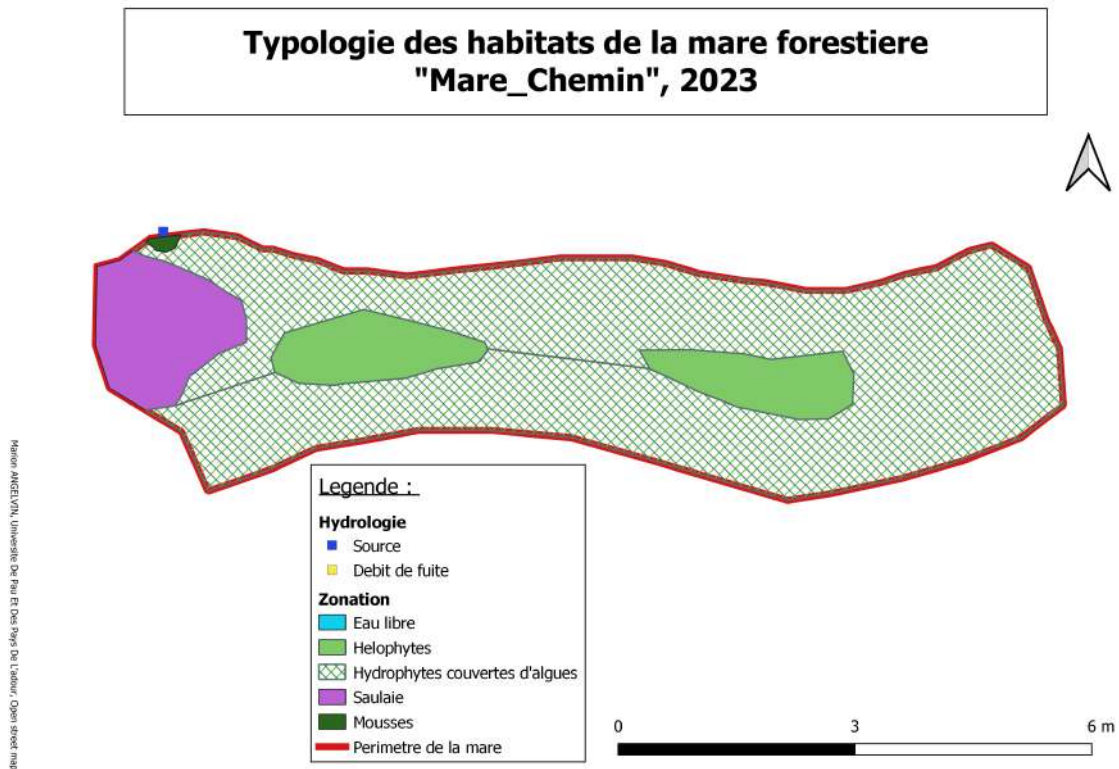 Typologie des habitats de la mare forestiere
"Mare_Chemin", 2023
Legende :
Hydrologie
Source
Debit de fuite
Zonation
Eau libre
Helophytes
Hydrophytes couvertes d'algues
Saulaie
Mousses
Perimetre de la mare
0 3 6 m
Marion ANGELVIN, Universite De Pau Et Des Pays De L'adour, Open street map